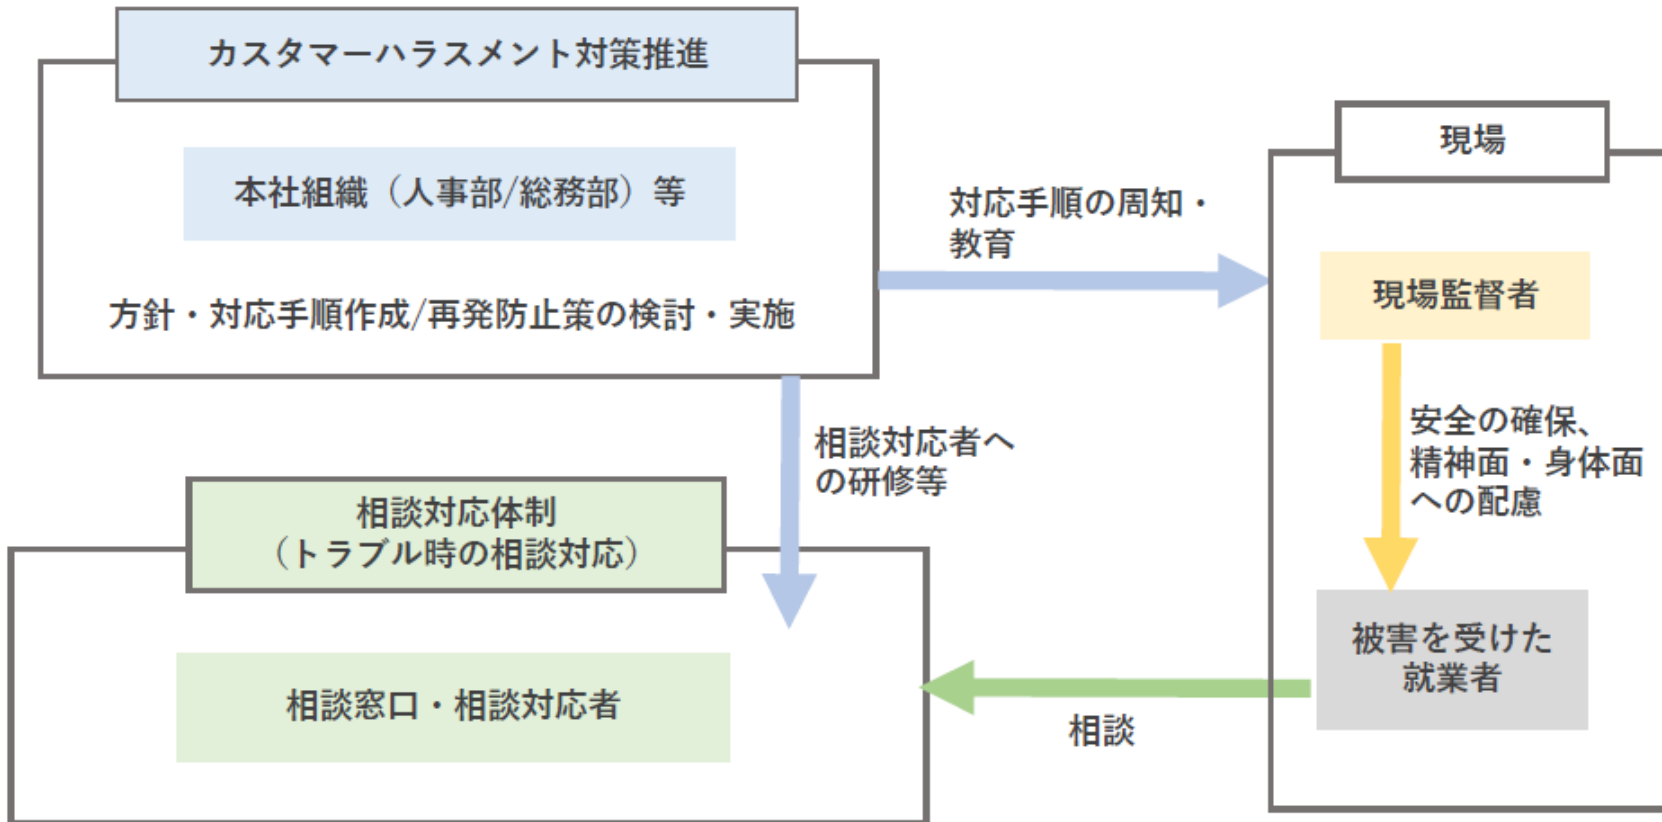 カスタマーハラスメント対策推進
本社組織（人事部/総務部）等
方針・対応手順作成/再発防止策の検討・実施
対応手順の周知・
教育
現場
現場監督者
安全の確保、
精神面・身体面
への配慮
被害を受けた
就業者
相談対応者へ
の研修等
相談対応体制
（トラブル時の相談対応）
相談窓口・相談対応者
相談